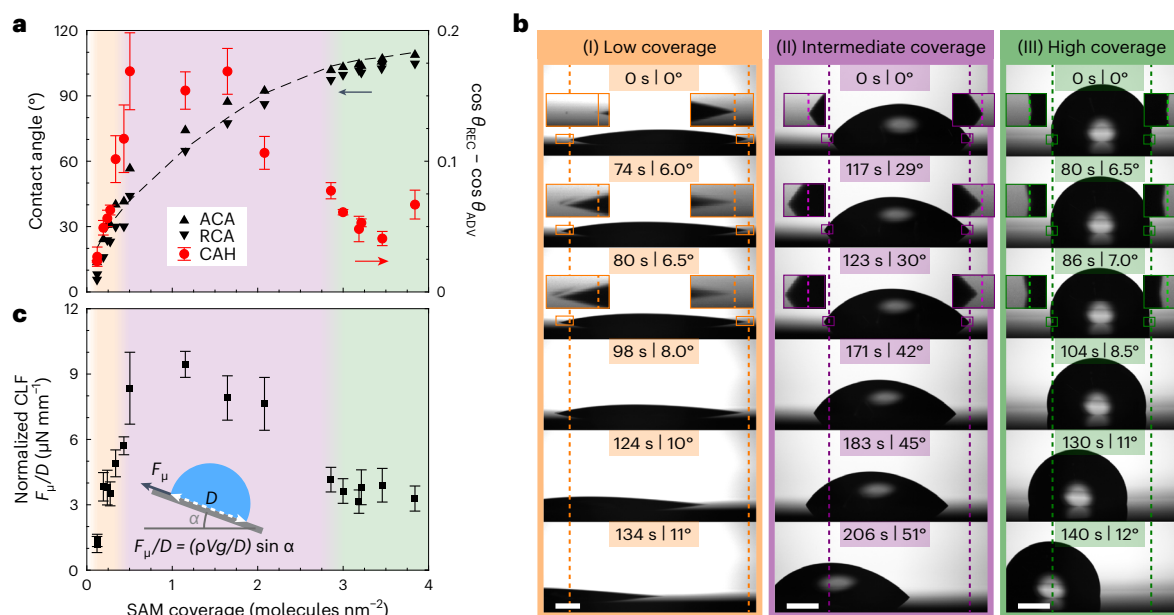 a
120
90
60
30
0
Contact angle (°)
0.2
0.1
0
cos θREC − cos θADV
ACA
RCA
CAH
c
12
9
6
3
0
Normalized CLF
Fμ/D (μN mm−1)
Fμ
D
α
Fμ/D = (ρVg/D) sin α
0 1 2 3 4
SAM coverage (molecules nm−2)
b
(I) Low coverage
0 s | 0°
74 s | 6.0°
80 s | 6.5°
98 s | 8.0°
124 s | 10°
134 s | 11°
(II) Intermediate coverage
0 s | 0°
117 s | 29°
123 s | 30°
171 s | 42°
183 s | 45°
206 s | 51°
(III) High coverage
0 s | 0°
80 s | 6.5°
86 s | 7.0°
104 s | 8.5°
130 s | 11°
140 s | 12°